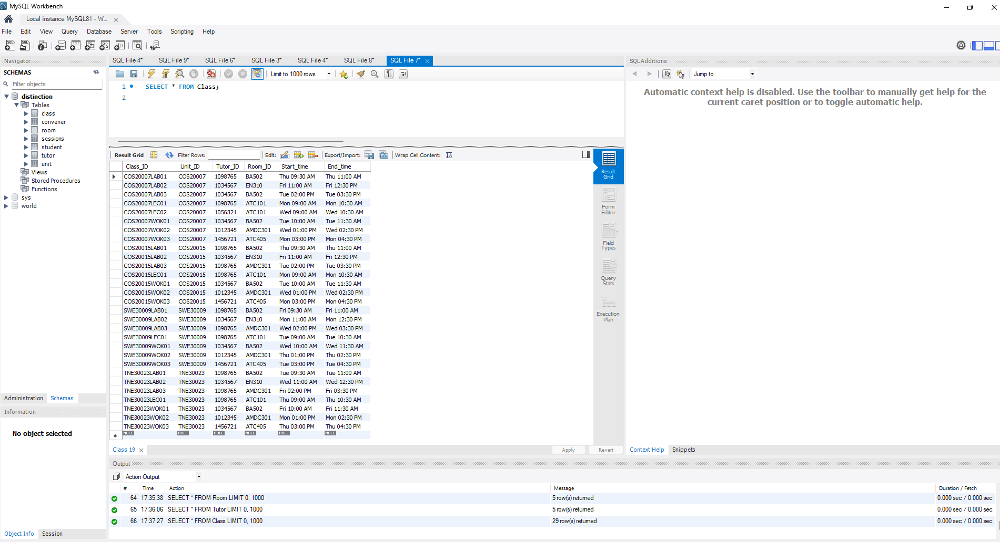 MySQL Workbench
Local instance MySQL81 - W...
File Edit View Query Database Server Tools Scripting Help
Navigator
SCHEMAS
Filter objects
distinction
Tables
class
convener
room
sessions
student
tutor
unit
Views
Stored Procedures
Functions
sys
world
Administration Schemas
Information
No object selected
Object Info Session
SQL File 4* SQL File 9* SQL File 6* SQL File 3* SQL File 4* SQL File 8* SQL File 7*
Limit to 1000 rows
1 SELECT * FROM Class;
2
Result Grid Filter Rows: Edit: Export/Import: Wrap Cell Content:
Class_ID Unit_ID Tutor_ID Room_ID Start_time End_time
COS20007LAB01 COS20007 1098765 BA502 Thu 09:30 AM Thu 11:00 AM
COS20007LAB02 COS20007 1034567 EN310 Fri 11:00 AM Fri 12:30 PM
COS20007LAB03 COS20007 1034567 BA502 Tue 02:00 PM Tue 03:30 PM
COS20007LEC01 COS20007 1098765 ATC101 Mon 09:00 AM Mon 10:30 AM
COS20007LEC02 COS20007 1056321 ATC101 Wed 09:00 AM Wed 10:30 AM
COS20007WOK01 COS20007 1034567 BA502 Tue 10:00 AM Tue 11:30 AM
COS20007WOK02 COS20007 1012345 AMDC301 Wed 01:00 PM Wed 02:30 PM
COS20007WOK03 COS20007 1456721 ATC405 Mon 03:00 PM Mon 04:30 PM
COS20015LAB01 COS20015 1098765 BA502 Thu 09:30 AM Thu 11:00 AM
COS20015LAB02 COS20015 1034567 EN310 Fri 11:00 AM Fri 12:30 PM
COS20015LAB03 COS20015 1098765 AMDC301 Tue 02:00 PM Tue 03:30 PM
COS20015LEC01 COS20015 1098765 ATC101 Mon 09:00 AM Mon 10:30 AM
COS20015WOK01 COS20015 1034567 BA502 Tue 10:00 AM Tue 11:30 AM
COS20015WOK02 COS20015 1012345 AMDC301 Wed 01:00 PM Wed 02:30 PM
COS20015WOK03 COS20015 1456721 ATC405 Mon 03:00 PM Mon 04:30 PM
SWE30009LAB01 SWE30009 1098765 BA502 Fri 09:30 AM Fri 11:00 AM
SWE30009LAB02 SWE30009 1034567 EN310 Mon 11:00 AM Mon 12:30 PM
SWE30009LAB03 SWE30009 1098765 AMDC301 Wed 02:00 PM Wed 03:30 PM
SWE30009LEC01 SWE30009 1098765 ATC101 Tue 09:00 AM Tue 10:30 AM
SWE30009WOK01 SWE30009 1034567 BA502 Wed 10:00 AM Wed 11:30 AM
SWE30009WOK02 SWE30009 1012345 AMDC301 Thu 01:00 PM Thu 02:30 PM
SWE30009WOK03 SWE30009 1456721 ATC405 Tue 03:00 PM Tue 04:30 PM
TNE30023LAB01 TNE30023 1098765 BA502 Tue 09:30 AM Tue 11:00 AM
TNE30023LAB02 TNE30023 1034567 EN310 Wed 11:00 AM Wed 12:30 PM
TNE30023LAB03 TNE30023 1098765 AMDC301 Fri 02:00 PM Fri 03:30 PM
TNE30023LEC01 TNE30023 1098765 ATC101 Thu 09:00 AM Thu 10:30 AM
TNE30023WOK01 TNE30023 1034567 BA502 Fri 10:00 AM Fri 11:30 AM
TNE30023WOK02 TNE30023 1012345 AMDC301 Mon 01:00 PM Mon 02:30 PM
TNE30023WOK03 TNE30023 1456721 ATC405 Thu 03:00 PM Thu 04:30 PM
NULL NULL NULL NULL NULL NULL
Result
Grid
Form
Editor
Field
Types
Query
Stats
Execution
Plan
Class 19 Apply Revert
SQLAdditions
Jump to
Automatic context help is disabled. Use the toolbar to manually get help for the
current caret position or to toggle automatic help.
Context Help Snippets
Output
Action Output
# Time Action Message Duration / Fetch
64 17:35:38 SELECT * FROM Room LIMIT 0, 1000 5 row(s) returned 0.000 sec / 0.000 sec
65 17:36:06 SELECT * FROM Tutor LIMIT 0, 1000 5 row(s) returned 0.000 sec / 0.000 sec
66 17:37:27 SELECT * FROM Class LIMIT 0, 1000 29 row(s) returned 0.000 sec / 0.000 sec